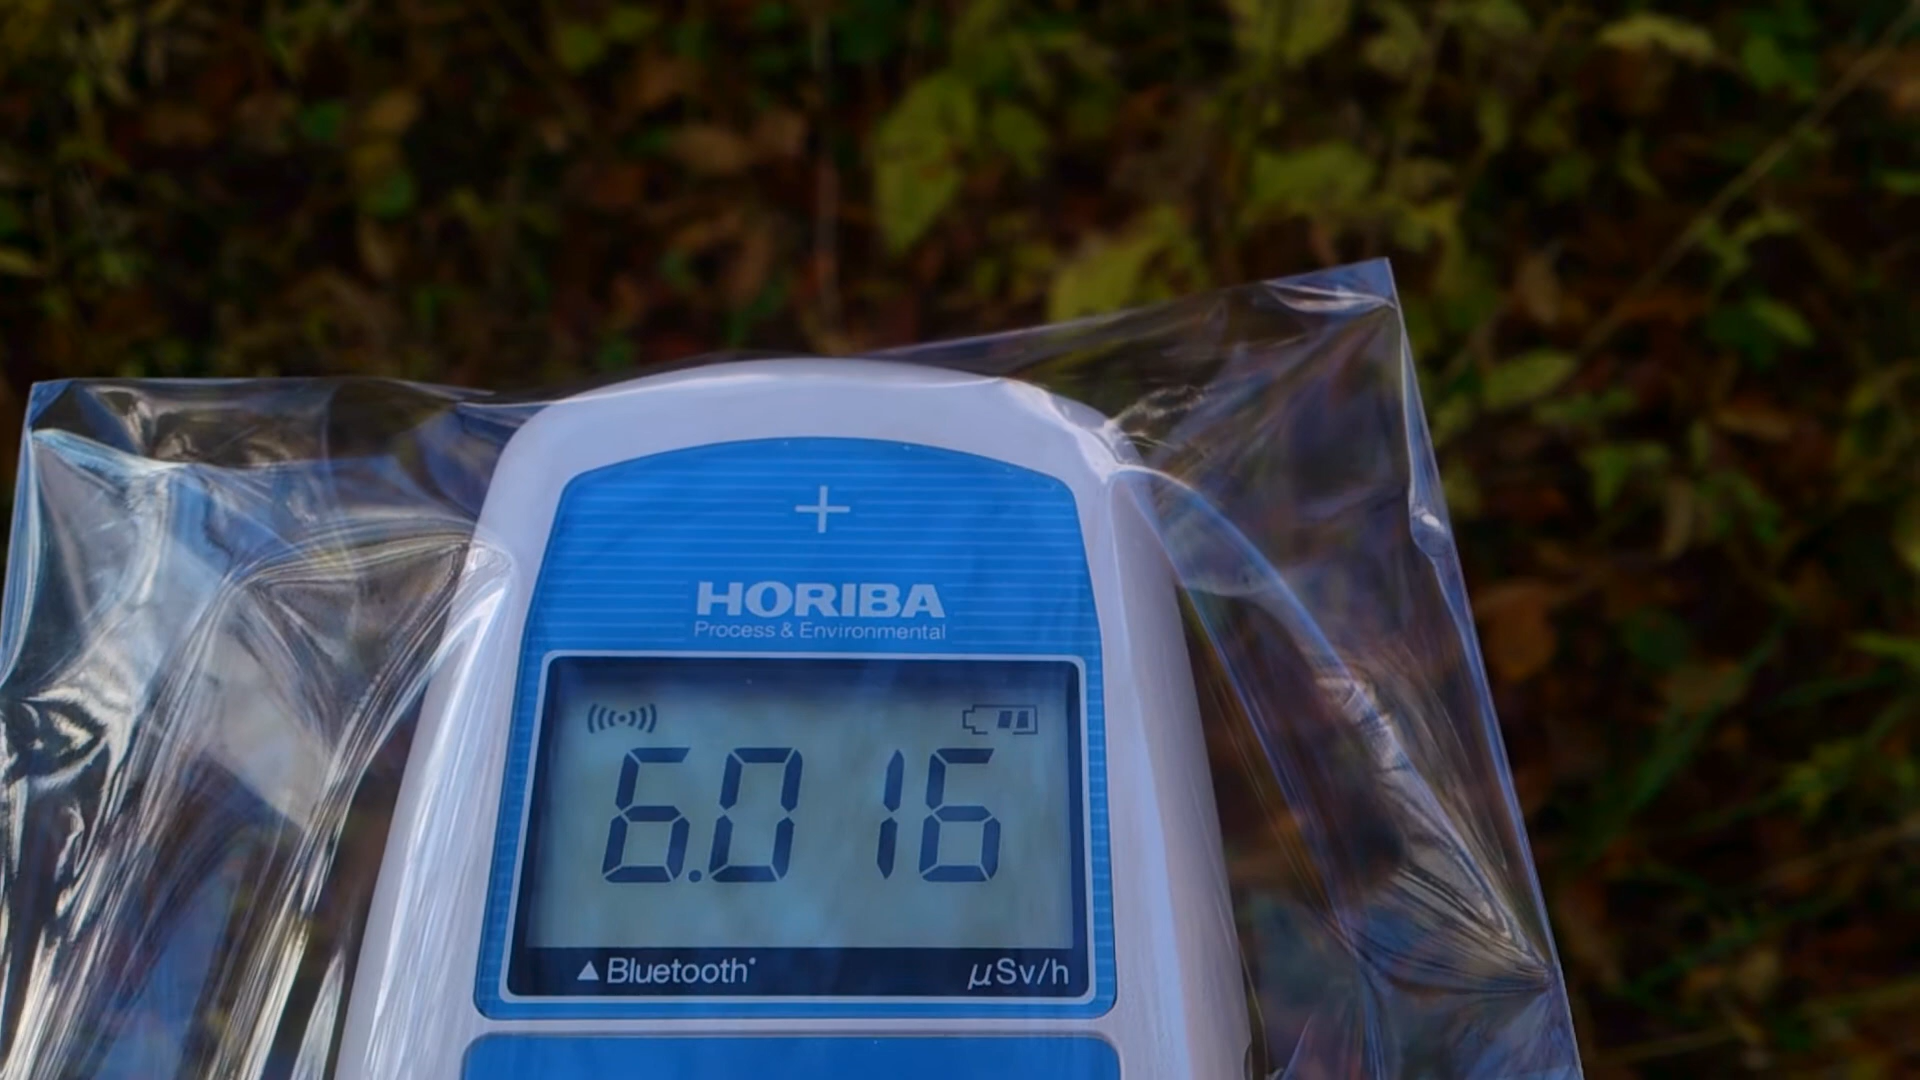 HORIBA
Process & Environmental
6.016
▲Bluetooth®
μSv/h